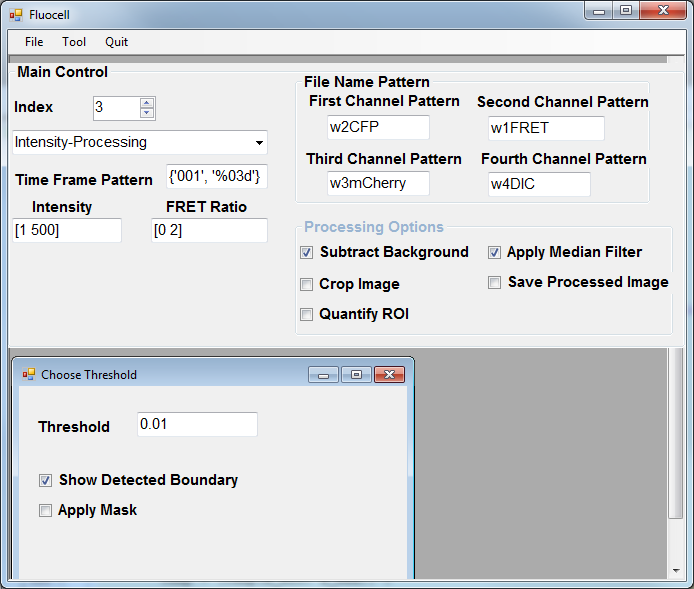 Fluocell
File Tool Quit
Main Control
Index 3
Intensity-Processing
Time Frame Pattern {'001', '%03d'}
Intensity FRET Ratio
[1 500] [0 2]
File Name Pattern
First Channel Pattern Second Channel Pattern
w2CFP w1FRET
Third Channel Pattern Fourth Channel Pattern
w3mCherry w4DIC
Processing Options
Subtract Background Apply Median Filter
Crop Image Save Processed Image
Quantify ROI
Choose Threshold
Threshold 0.01
Show Detected Boundary
Apply Mask